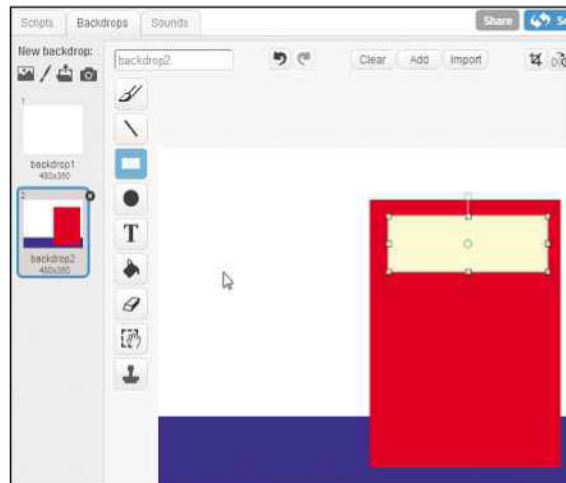 Scripts Backdrops Sounds Share
New backdrop: backdrop2 Clear Add Import
1
backdrop1
480x360
2
backdrop2
480x360
T